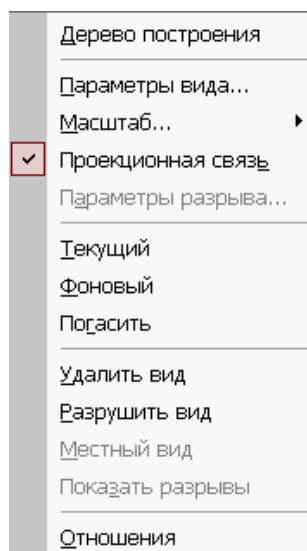 Дерево построения
Параметры вида...
Масштаб...
Проекционная связь
Параметры разрыва...
Текущий
Фоновый
Погасить
Удалить вид
Разрушить вид
Местный вид
Показать разрывы
Отношения